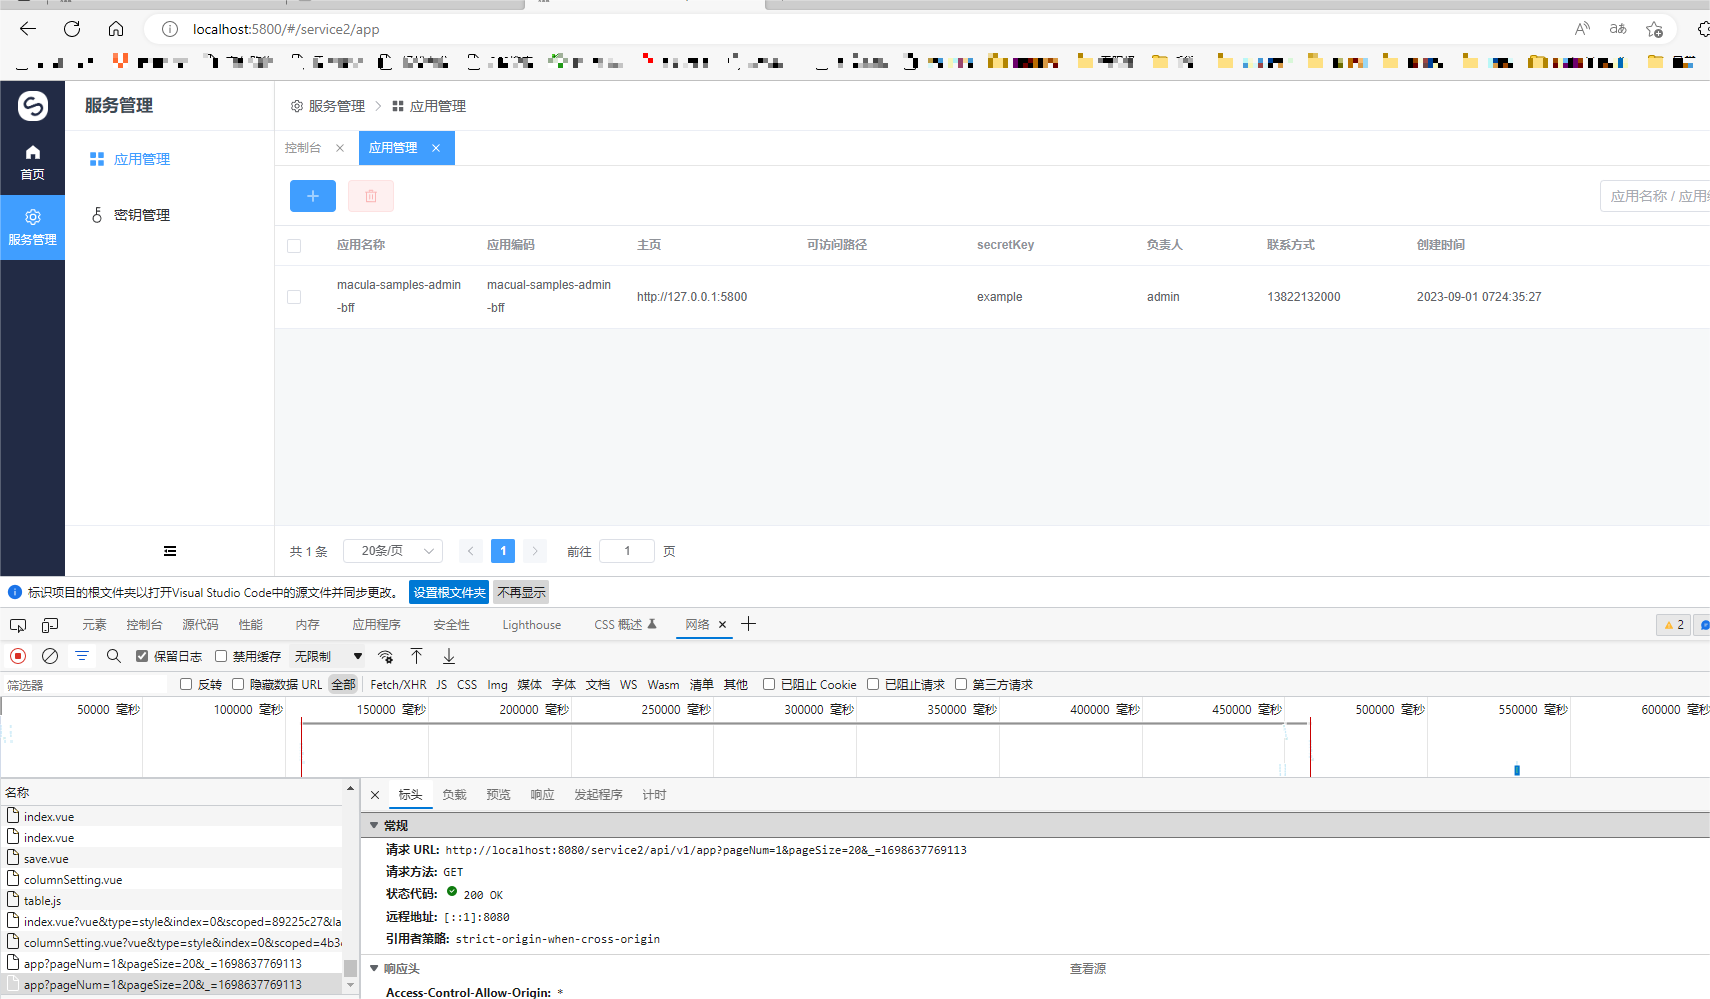 localhost:5800/#/service2/app
服务管理
服务管理 > 应用管理
首页
服务管理
应用管理
密钥管理
控制台 ×
应用管理 ×
应用名称 / 应用
应用名称 应用编码 主页 可访问路径 secretKey 负责人 联系方式 创建时间
macula-samples-admin-bff macual-samples-admin-bff http://127.0.0.1:5800 example admin 13822132000 2023-09-01 0724:35:27
共 1 条 20条/页 < 1 > 前往 1 页
标识项目的根文件夹以打开Visual Studio Code中的源文件并同步更改。 设置根文件夹 不再显示
元素 控制台 源代码 性能 内存 应用程序 安全性 Lighthouse CSS 概述 网络 × + 2
保留日志 禁用缓存 无限制
筛选器 反转 隐藏数据 URL 全部 Fetch/XHR JS CSS Img 媒体 字体 文档 WS Wasm 清单 其他 已阻止 Cookie 已阻止请求 第三方请求
50000 毫秒 100000 毫秒 150000 毫秒 200000 毫秒 250000 毫秒 300000 毫秒 350000 毫秒 400000 毫秒 450000 毫秒 500000 毫秒 550000 毫秒 600000 毫秒
名称
index.vue
index.vue
save.vue
columnSetting.vue
table.js
index.vue?vue&type=style&index=0&scoped=89225c27&la
columnSetting.vue?vue&type=style&index=0&scoped=4b3
app?pageNum=1&pageSize=20&_=1698637769113
app?pageNum=1&pageSize=20&_=1698637769113
× 标头 负载 预览 响应 发起程序 计时
常规
请求 URL: http://localhost:8080/service2/api/v1/app?pageNum=1&pageSize=20&_=1698637769113
请求方法: GET
状态代码: 200 OK
远程地址: [::1]:8080
引用者策略: strict-origin-when-cross-origin
响应头 查看源
Access-Control-Allow-Origin: *